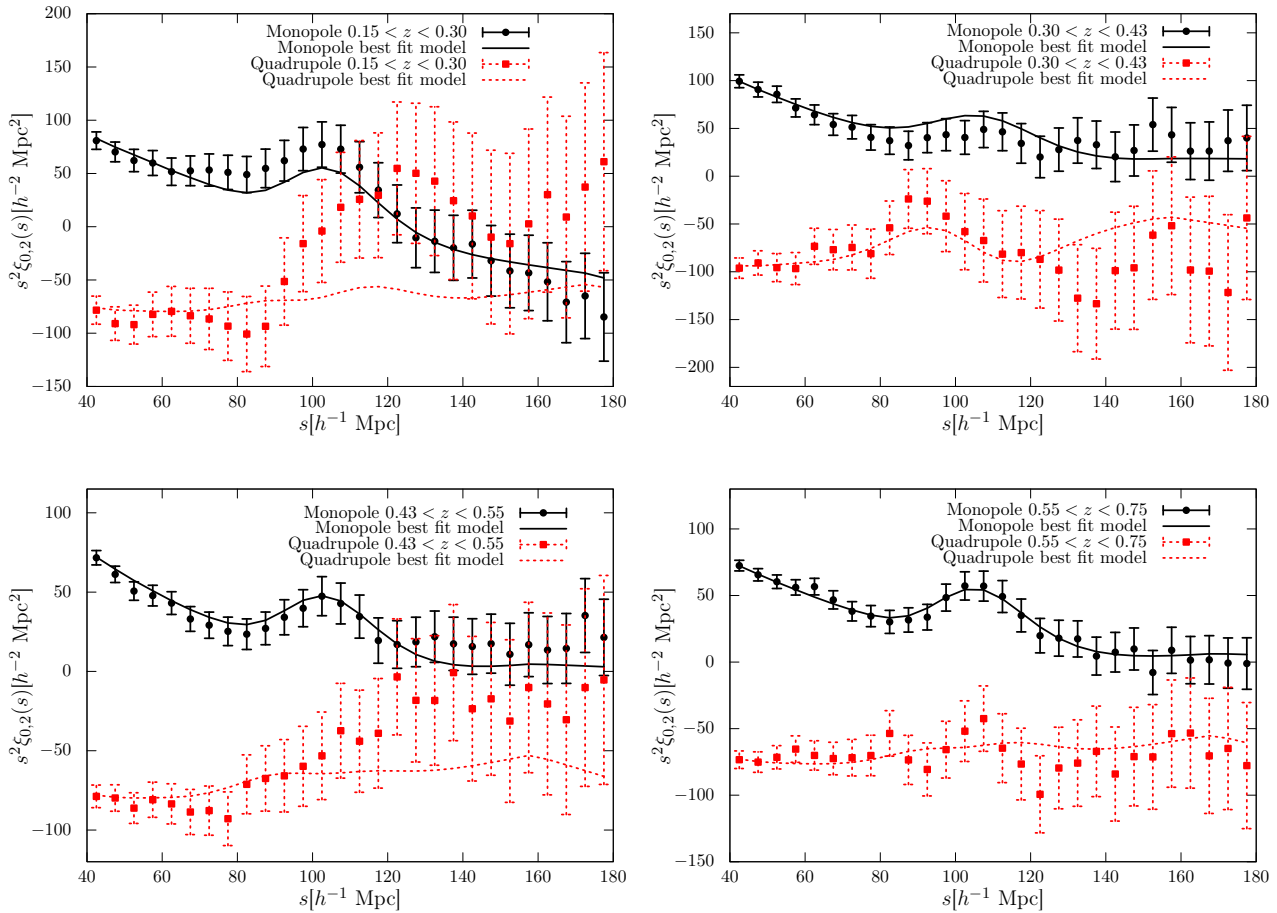 200
150
100
50
0
−50
−100
−150
40 60 80 100 120 140 160 180
s[h⁻¹ Mpc]
s²ξ₀,₂(s)[h⁻² Mpc²]
Monopole 0.15 < z < 0.30
Monopole best fit model
Quadrupole 0.15 < z < 0.30
Quadrupole best fit model
150
100
50
0
−50
−100
−150
−200
40 60 80 100 120 140 160 180
s[h⁻¹ Mpc]
s²ξ₀,₂(s)[h⁻² Mpc²]
Monopole 0.30 < z < 0.43
Monopole best fit model
Quadrupole 0.30 < z < 0.43
Quadrupole best fit model
100
50
0
−50
−100
40 60 80 100 120 140 160 180
s[h⁻¹ Mpc]
s²ξ₀,₂(s)[h⁻² Mpc²]
Monopole 0.43 < z < 0.55
Monopole best fit model
Quadrupole 0.43 < z < 0.55
Quadrupole best fit model
100
50
0
−50
−100
−150
40 60 80 100 120 140 160 180
s[h⁻¹ Mpc]
s²ξ₀,₂(s)[h⁻² Mpc²]
Monopole 0.55 < z < 0.75
Monopole best fit model
Quadrupole 0.55 < z < 0.75
Quadrupole best fit model